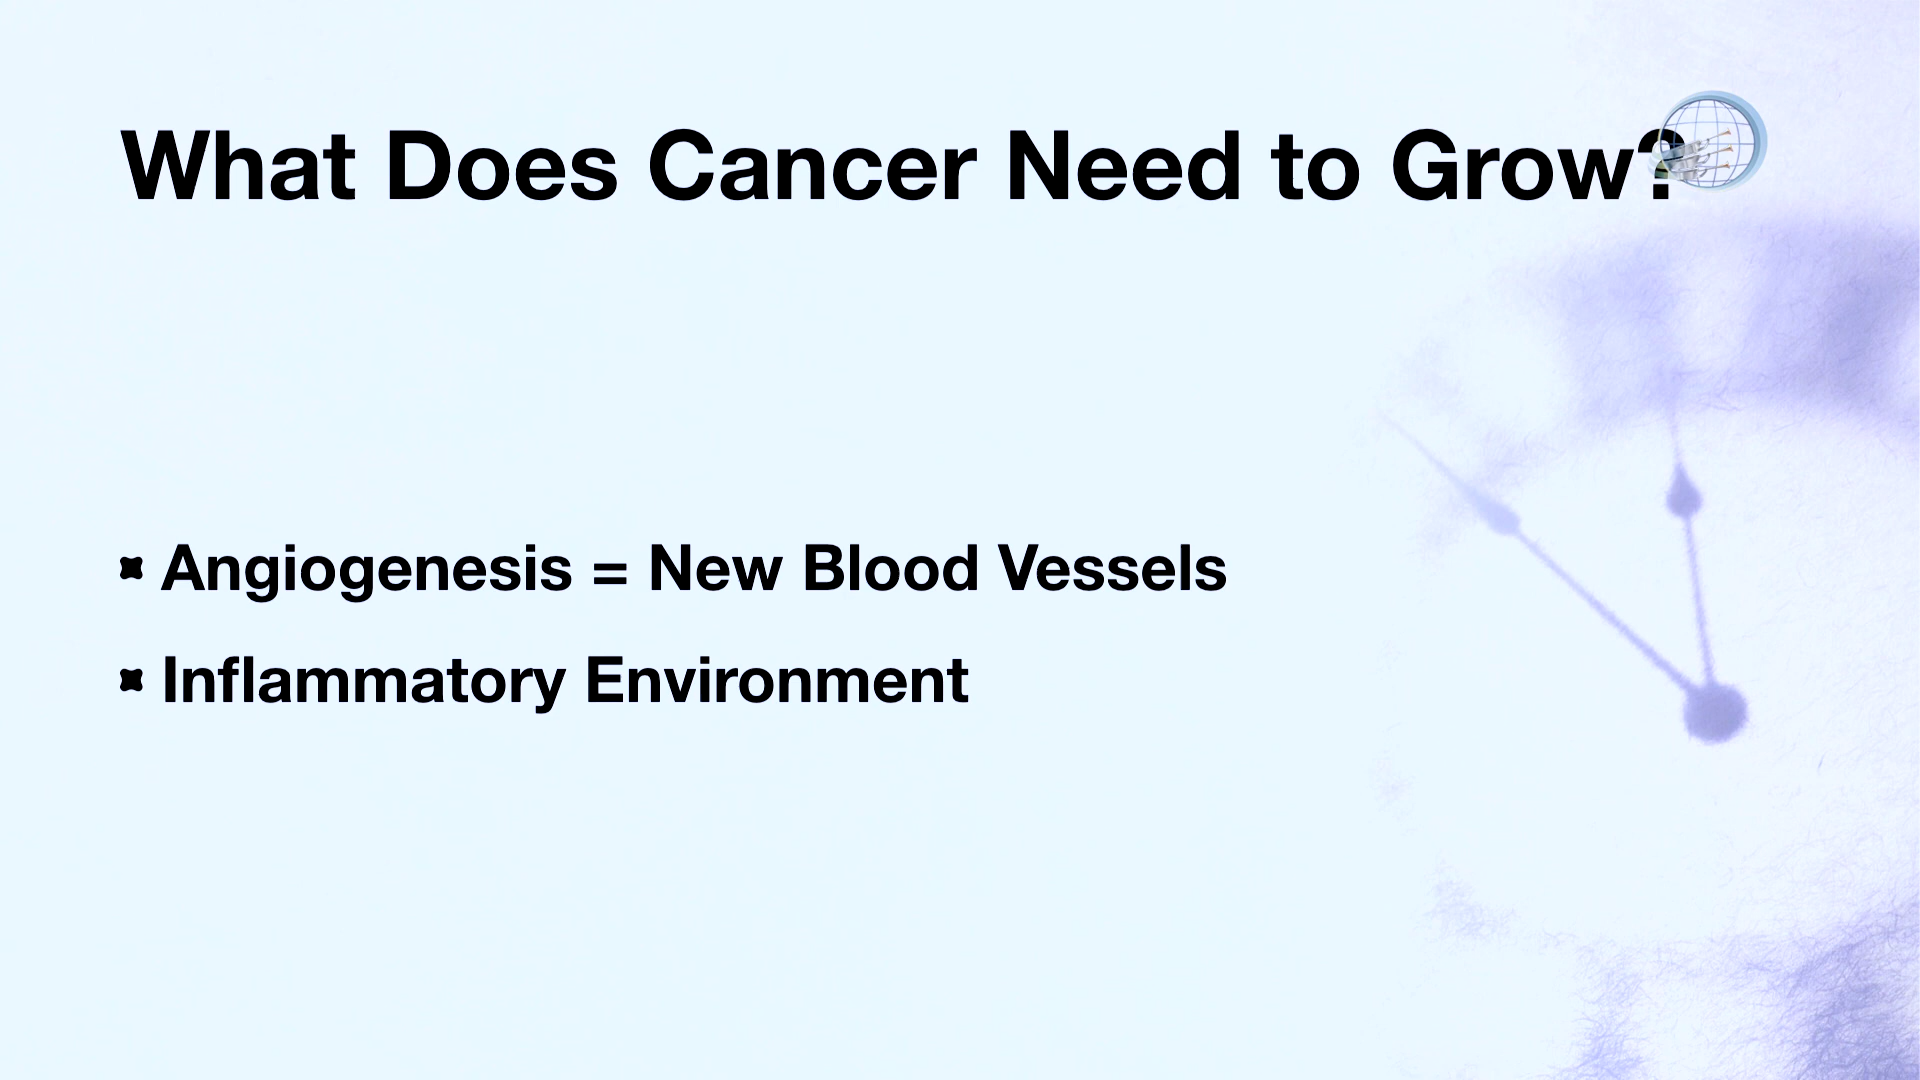 What Does Cancer Need to Grow?
Angiogenesis = New Blood Vessels
Inflammatory Environment